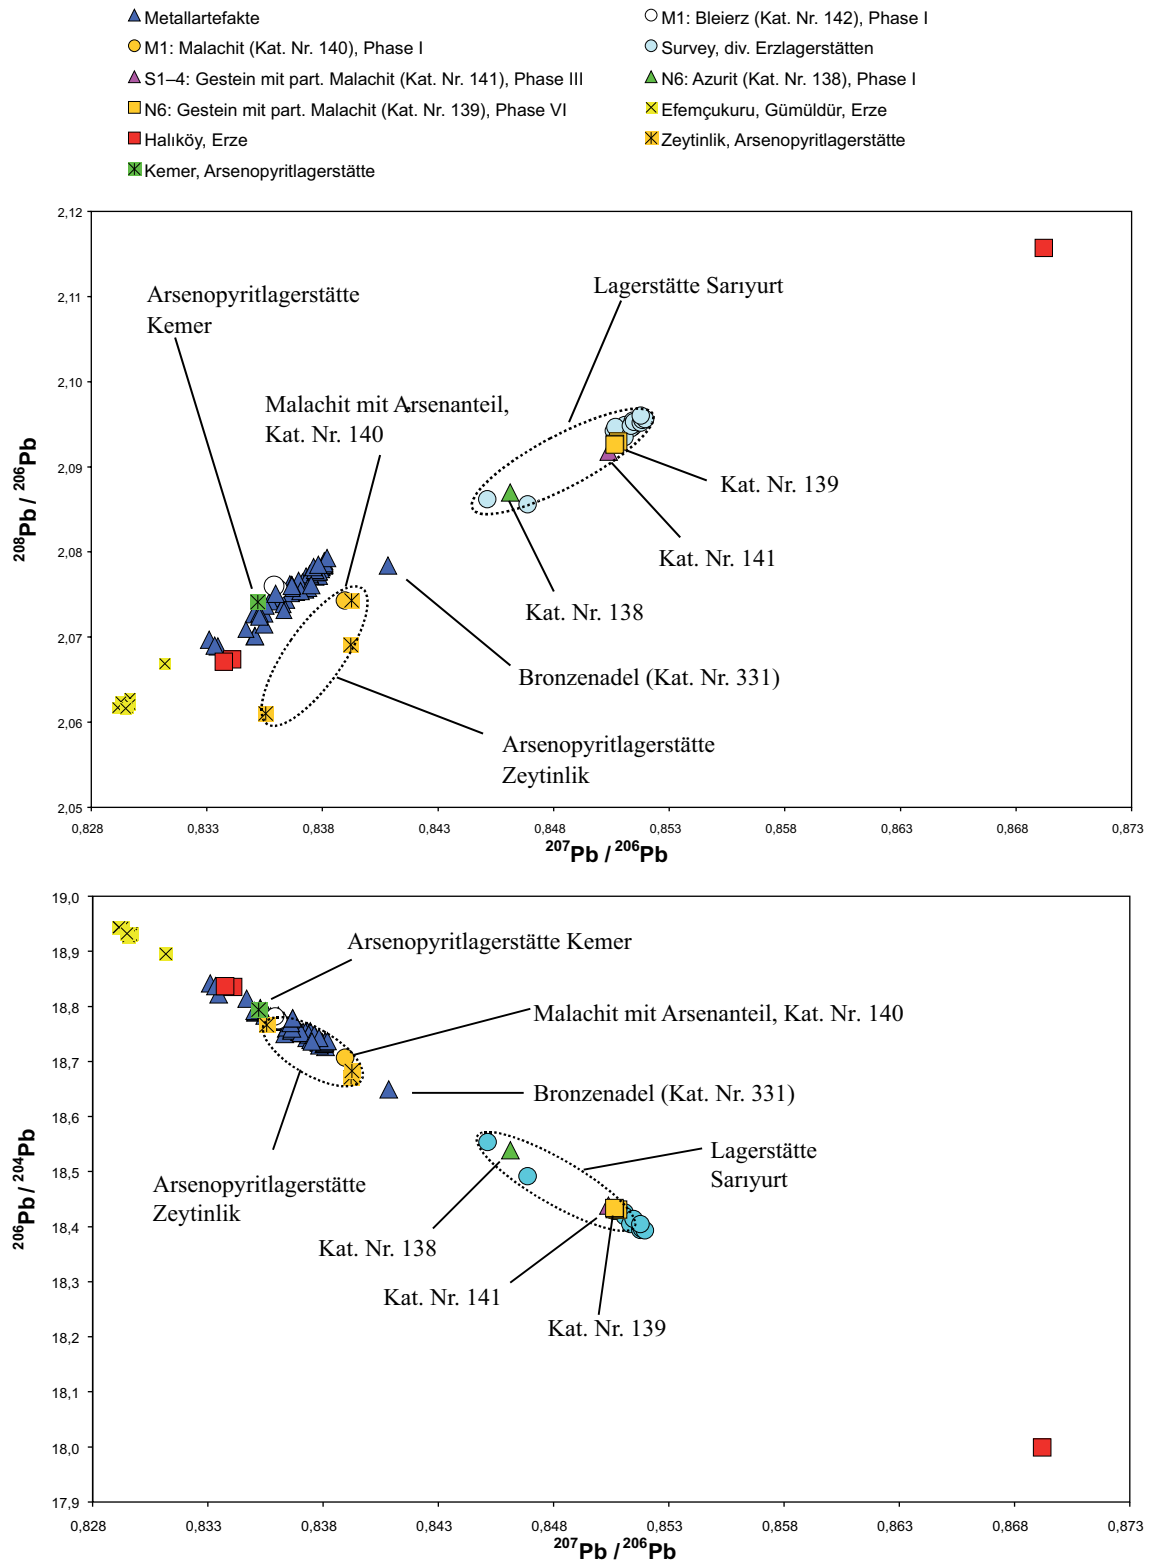 Metallartefakte
M1: Bleierz (Kat. Nr. 142), Phase I
M1: Malachit (Kat. Nr. 140), Phase I
Survey, div. Erzlagerstätten
S1–4: Gestein mit part. Malachit (Kat. Nr. 141), Phase III
N6: Azurit (Kat. Nr. 138), Phase I
N6: Gestein mit part. Malachit (Kat. Nr. 139), Phase VI
Efemçukuru, Gümüldür, Erze
Halıköy, Erze
Zeytinlik, Arsenopyritlagerstätte
Kemer, Arsenopyritlagerstätte
2,12
2,11
2,10
2,09
2,08
2,07
2,06
2,05
208Pb / 206Pb
Arsenopyritlagerstätte
Kemer
Lagerstätte Sarıyurt
Malachit mit Arsenanteil,
Kat. Nr. 140
Kat. Nr. 139
Kat. Nr. 141
Kat. Nr. 138
Bronzenadel (Kat. Nr. 331)
Arsenopyritlagerstätte
Zeytinlik
0,828 0,833 0,838 0,843 0,848 0,853 0,858 0,863 0,868 0,873
207Pb / 206Pb
19,0
18,9
18,8
18,7
18,6
18,5
18,4
18,3
18,2
18,1
18,0
17,9
206Pb / 204Pb
Arsenopyritlagerstätte Kemer
Malachit mit Arsenanteil, Kat. Nr. 140
Bronzenadel (Kat. Nr. 331)
Lagerstätte
Sarıyurt
Arsenopyritlagerstätte
Zeytinlik
Kat. Nr. 138
Kat. Nr. 141
Kat. Nr. 139
0,828 0,833 0,838 0,843 0,848 0,853 0,858 0,863 0,868 0,873
207Pb / 206Pb